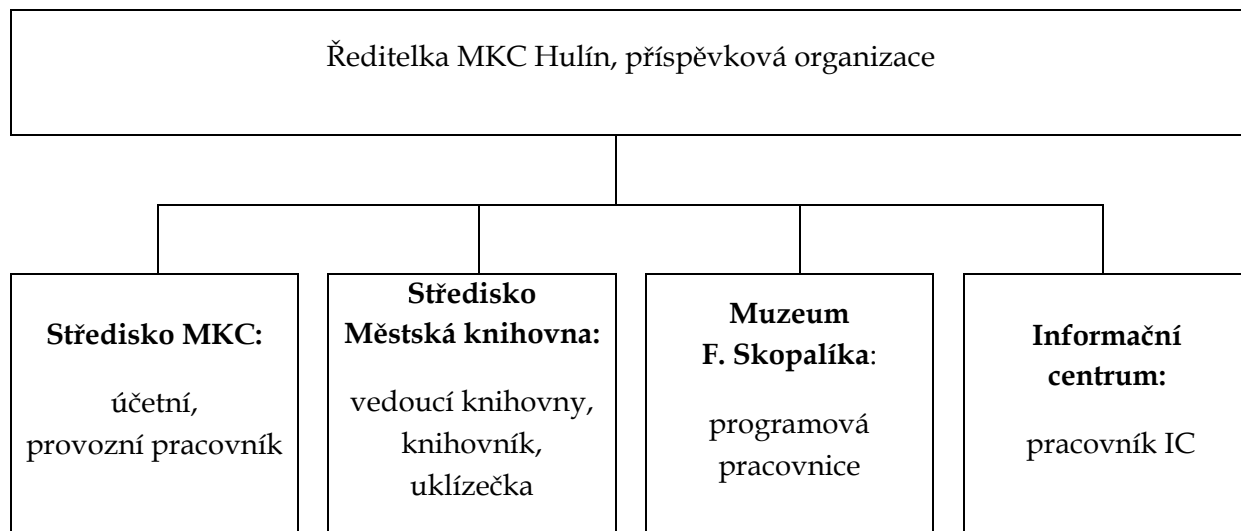 Ředitelka MKC Hulín, příspěvková organizace
Středisko MKC:
účetní,
provozní pracovník
Středisko
Městská knihovna:
vedoucí knihovny,
knihovník,
uklízečka
Muzeum
F. Skopalíka:
programová
pracovnice
Informační
centrum:
pracovník IC